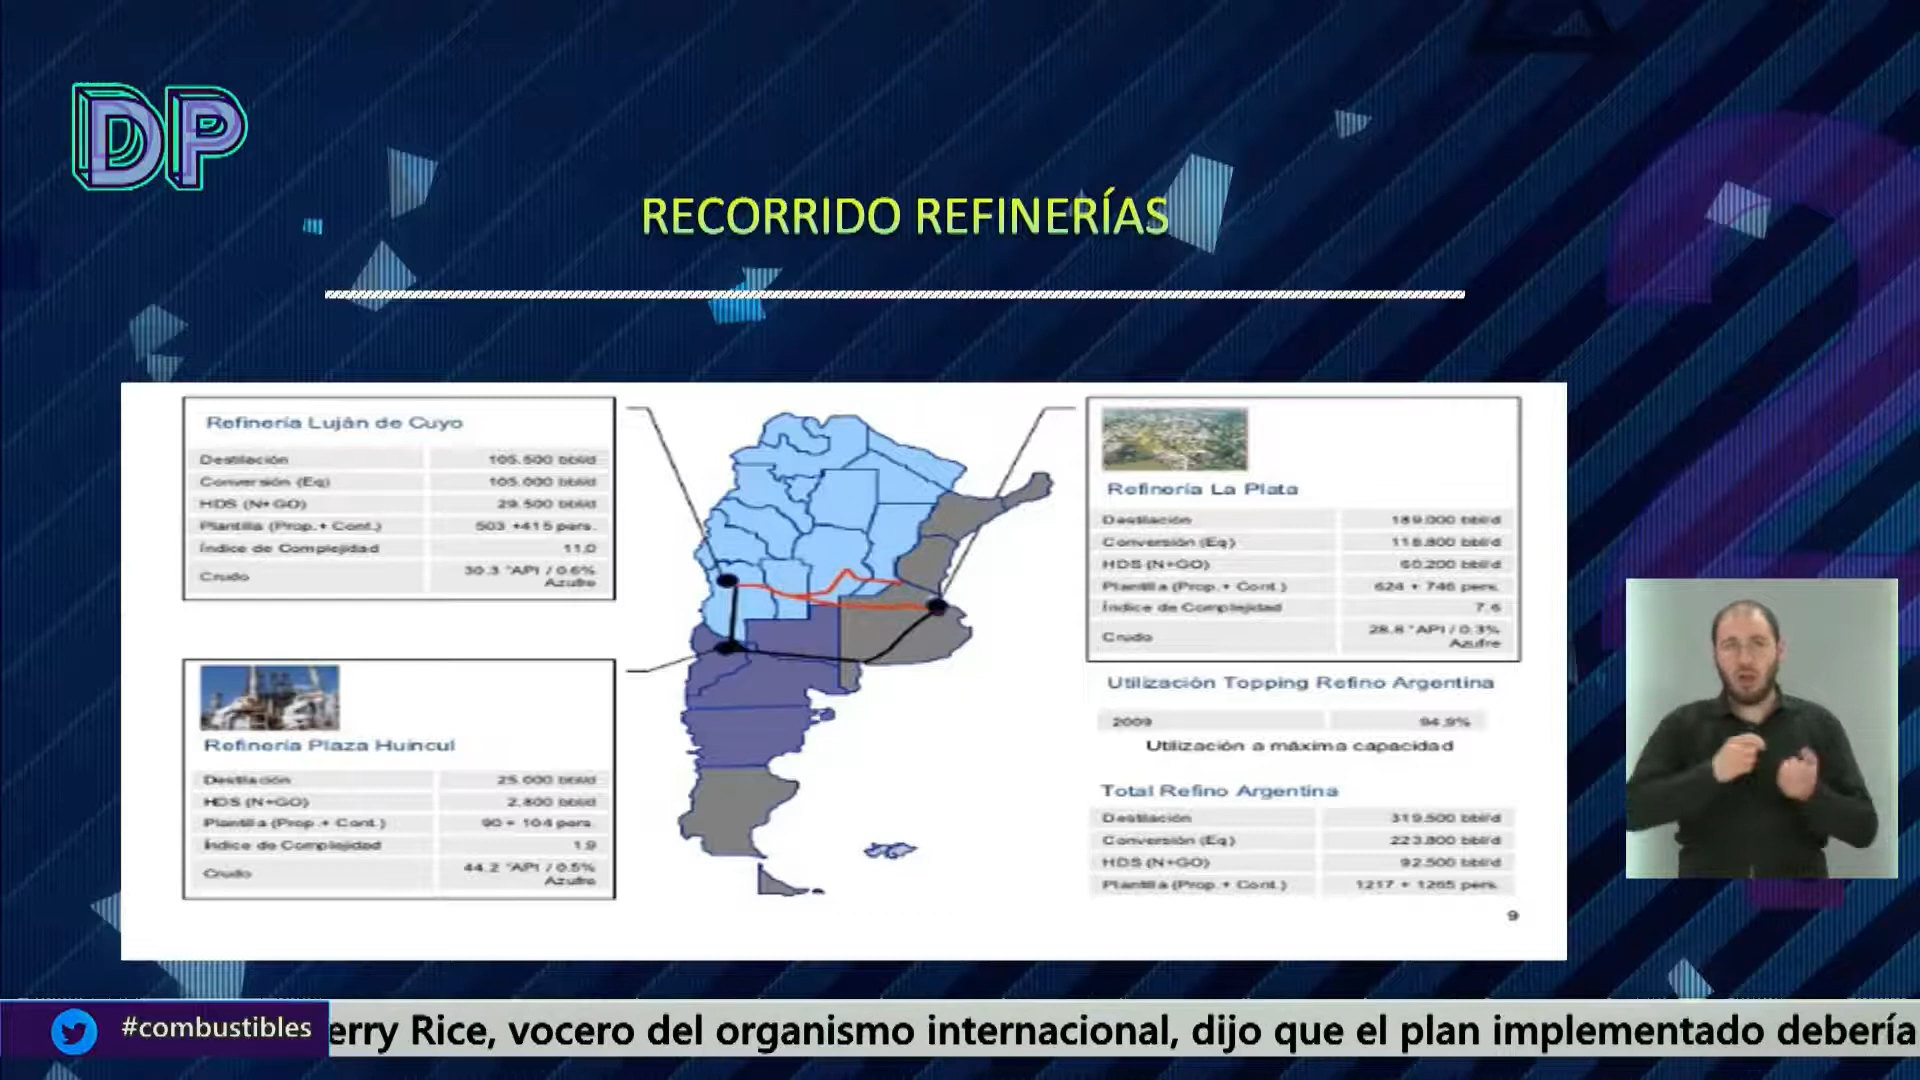 DP
RECORRIDO REFINERÍAS
Refinería Luján de Cuyo
Destilación 105.500 bbl/d
Conversión (Eq) 105.000 bbl/d
HDS (N+GO) 29.500 bbl/d
Plantilla (Prop.+ Cont.) 503 +415 pers.
Índice de Complejidad 11.0
Crudo 30.3 °API / 0.6%
Azufre
Refinería Plaza Huincul
Destilación 25.000 bbl/d
HDS (N+GO) 2.800 bbl/d
Plantilla (Prop.+ Cont.) 90 + 104 pers.
Índice de Complejidad 1.9
Crudo 44.2 °API / 0.5%
Azufre
Refinería La Plata
Destilación 189.000 bbl/d
Conversión (Eq) 118.800 bbl/d
HDS (N+GO) 60.200 bbl/d
Plantilla (Prop.+ Cont.) 624 + 746 pers.
Índice de Complejidad
Crudo 28.8 °API / 0.3%
Azufre
Utilización Topping Refino Argentina
2009 94.9%
Utilización a máxima capacidad
Total Refino Argentina
Destilación 319.500 bbl/d
Conversión (Eq) 223.800 bbl/d
HDS (N+GO) 92.500 bbl/d
Plantilla (Prop.+ Cont.) 1217 + 1265 pers.
9
#combustibles
erry Rice, vocero del organismo internacional, dijo que el plan implementado debería